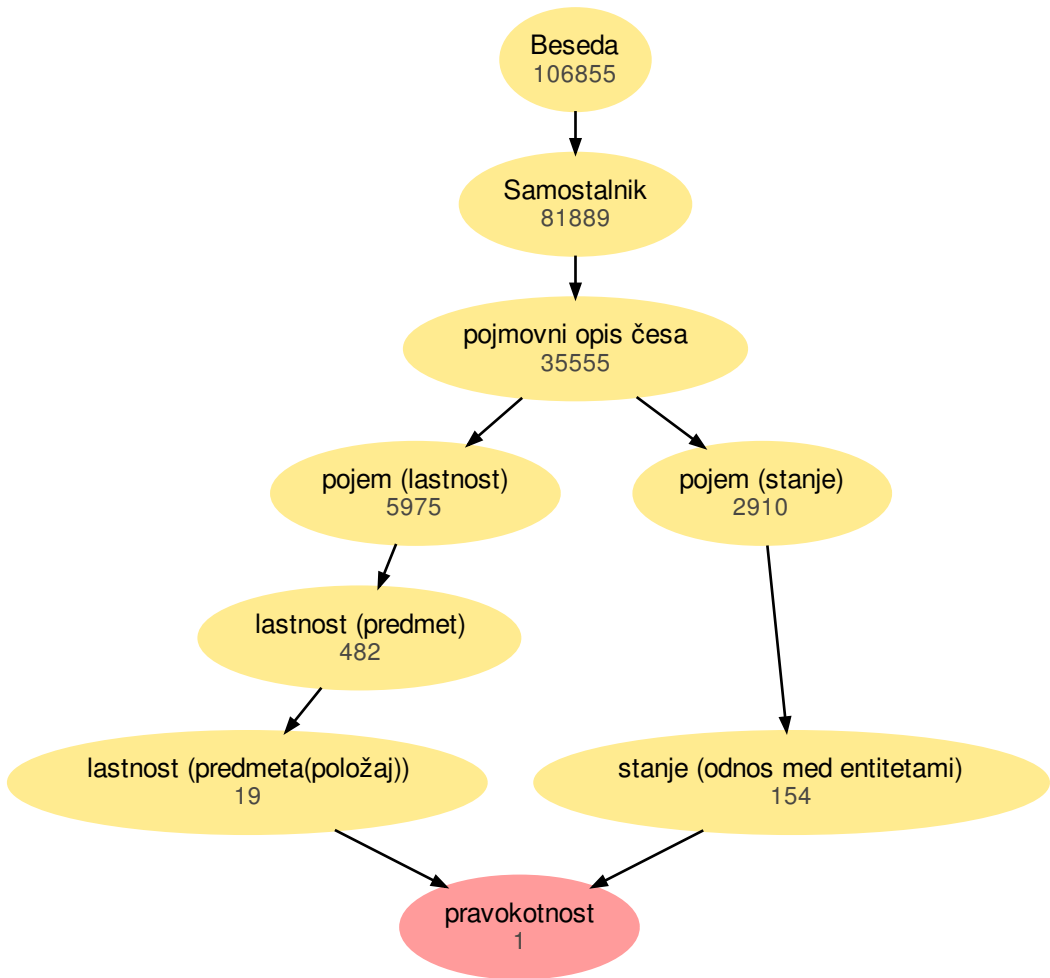 Beseda
106855
Samostalnik
81889
pojmovni opis česa
35555
pojem (lastnost)
5975
pojem (stanje)
2910
lastnost (predmet)
482
lastnost (predmeta(položaj))
19
stanje (odnos med entitetami)
154
pravokotnost
1